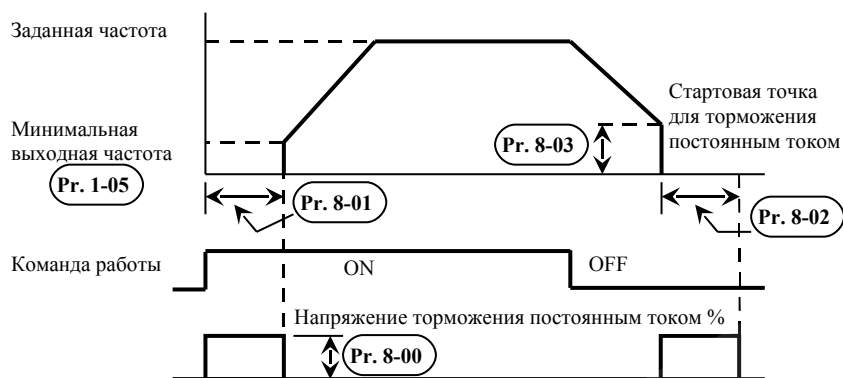 Заданная частота
Минимальная
выходная частота
Pr. 1-05
Pr. 8-01
Pr. 8-03
Стартовая точка
для торможения
постоянным током
Pr. 8-02
Команда работы
ON
OFF
Напряжение торможения постоянным током %
Pr. 8-00